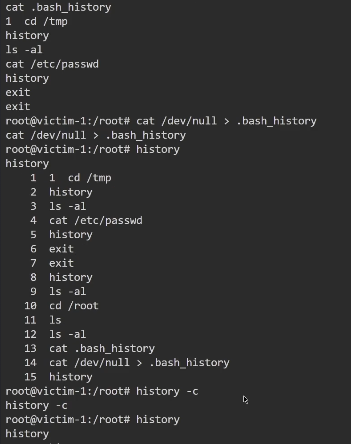 cat .bash_history
1  cd /tmp
history
ls -al
cat /etc/passwd
history
exit
exit
root@victim-1:/root# cat /dev/null > .bash_history
cat /dev/null > .bash_history
root@victim-1:/root# history
history
    1  1  cd /tmp
    2  history
    3  ls -al
    4  cat /etc/passwd
    5  history
    6  exit
    7  exit
    8  history
    9  ls -al
   10  cd /root
   11  ls
   12  ls -al
   13  cat .bash_history
   14  cat /dev/null > .bash_history
   15  history
root@victim-1:/root# history -c
history -c
root@victim-1:/root# history
history